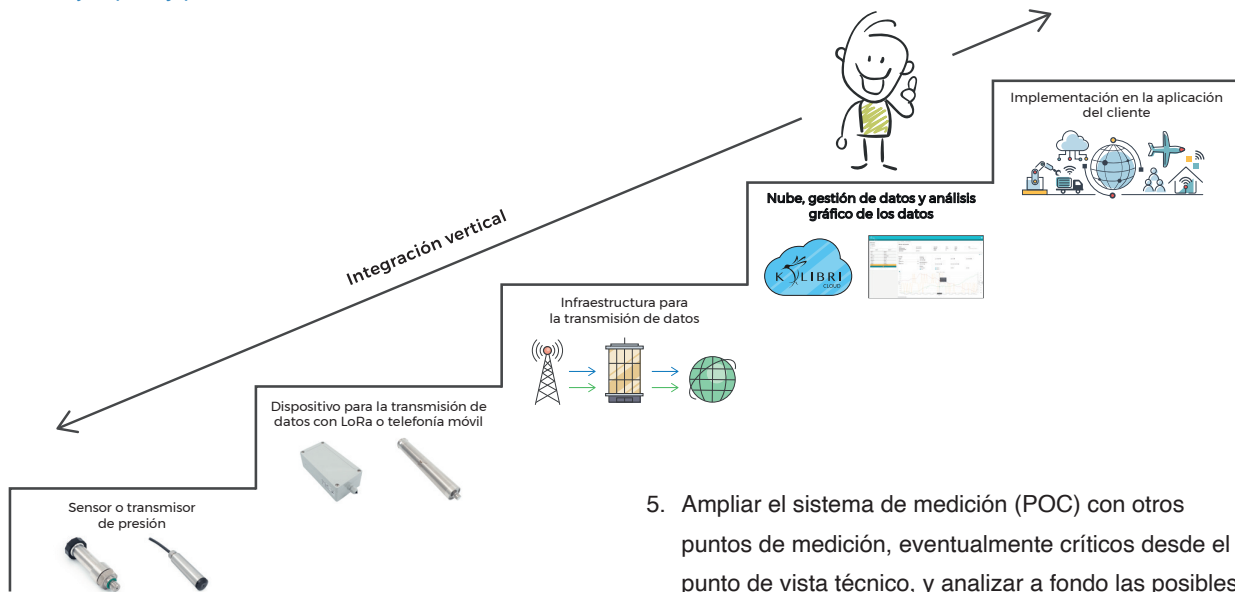 Implementación en la aplicación
del cliente
Nube, gestión de datos y análisis
gráfico de los datos
KOLIBRI
CLOUD
Integración vertical
Infraestructura para
la transmisión de datos
Dispositivo para la transmisión de
datos con LoRa o telefonía móvil
Sensor o transmisor
de presión
5. Ampliar el sistema de medición (POC) con otros
puntos de medición, eventualmente críticos desde el
punto de vista técnico, y analizar a fondo las posibles